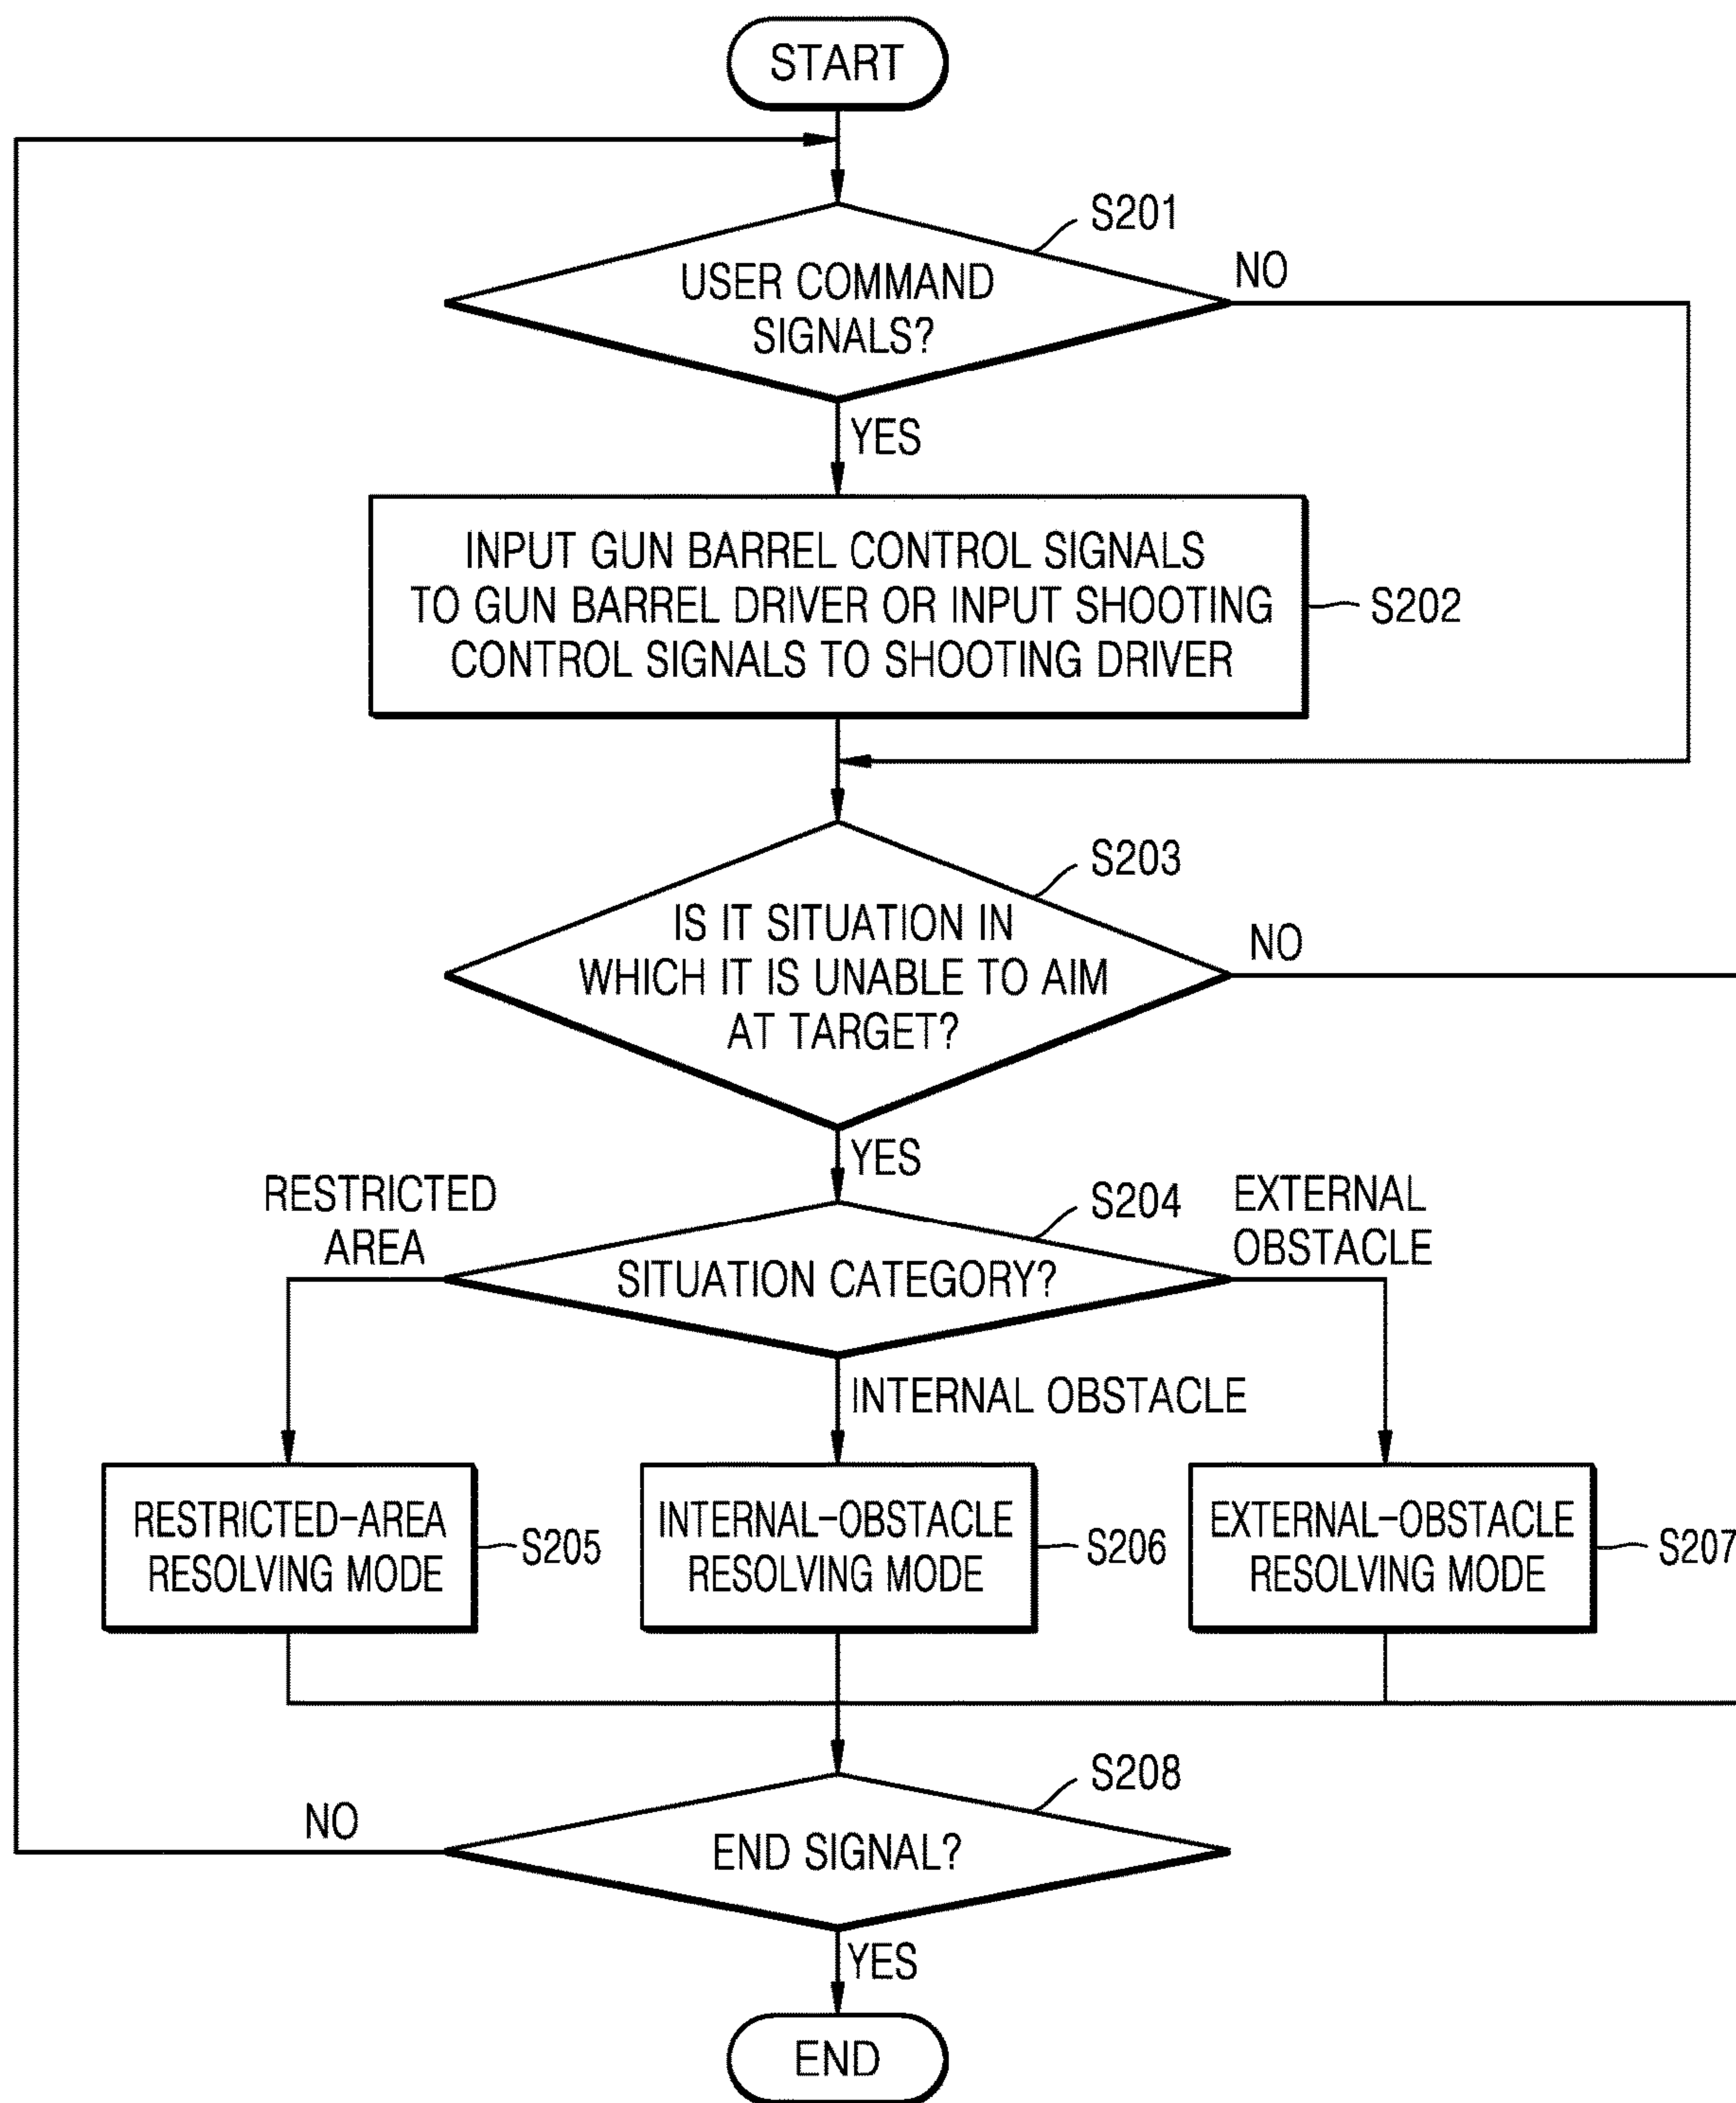 START
S201
USER COMMAND
SIGNALS?
NO
YES
INPUT GUN BARREL CONTROL SIGNALS
TO GUN BARREL DRIVER OR INPUT SHOOTING
CONTROL SIGNALS TO SHOOTING DRIVER
S202
S203
IS IT SITUATION IN
WHICH IT IS UNABLE TO AIM
AT TARGET?
NO
YES
RESTRICTED
AREA
S204
SITUATION CATEGORY?
EXTERNAL
OBSTACLE
INTERNAL OBSTACLE
RESTRICTED-AREA
RESOLVING MODE
S205
INTERNAL-OBSTACLE
RESOLVING MODE
S206
EXTERNAL-OBSTACLE
RESOLVING MODE
S207
S208
NO
END SIGNAL?
YES
END